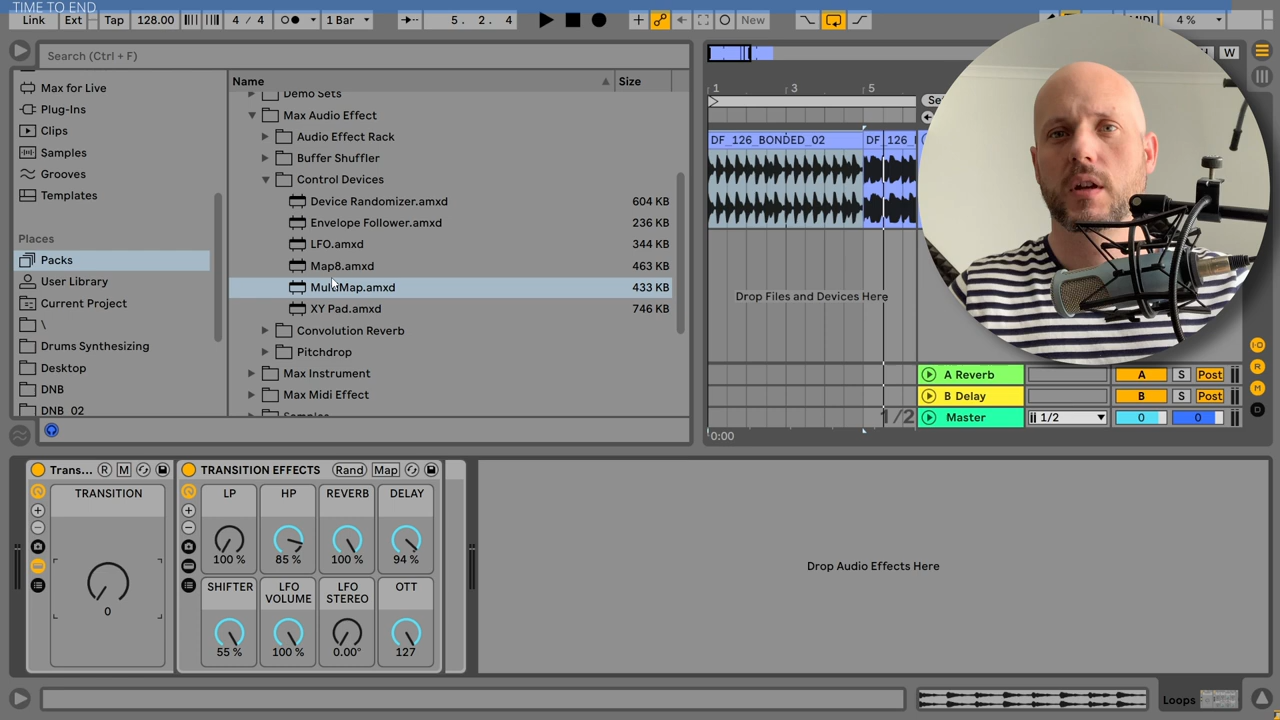 TIME TO END
Link Ext Tap 128.00 4 / 4 1 Bar 5. 2. 4 New MIDI 4 %
Search (Ctrl + F)
Max for Live
Plug-Ins
Clips
Samples
Grooves
Templates
Places
Packs
User Library
Current Project
\
Drums Synthesizing
Desktop
DNB
DNB_02
Name Size
Demo Sets
Max Audio Effect
Audio Effect Rack
Buffer Shuffler
Control Devices
Device Randomizer.amxd 604 KB
Envelope Follower.amxd 236 KB
LFO.amxd 344 KB
Map8.amxd 463 KB
MultiMap.amxd 433 KB
XY Pad.amxd 746 KB
Convolution Reverb
Pitchdrop
Max Instrument
Max Midi Effect
H W
1 3 5
Set
DF_126_BONDED_02 DF_126_
Drop Files and Devices Here
A Reverb A S Post
B Delay B S Post
1/2 Master 1/2 0 0
0:00
Trans... R M TRANSITION EFFECTS Rand Map
TRANSITION LP HP REVERB DELAY
100 % 85 % 100 % 94 %
0
SHIFTER LFO VOLUME LFO STEREO OTT
55 % 100 % 0.00° 127
Drop Audio Effects Here
I·O
R
M
D
Loops